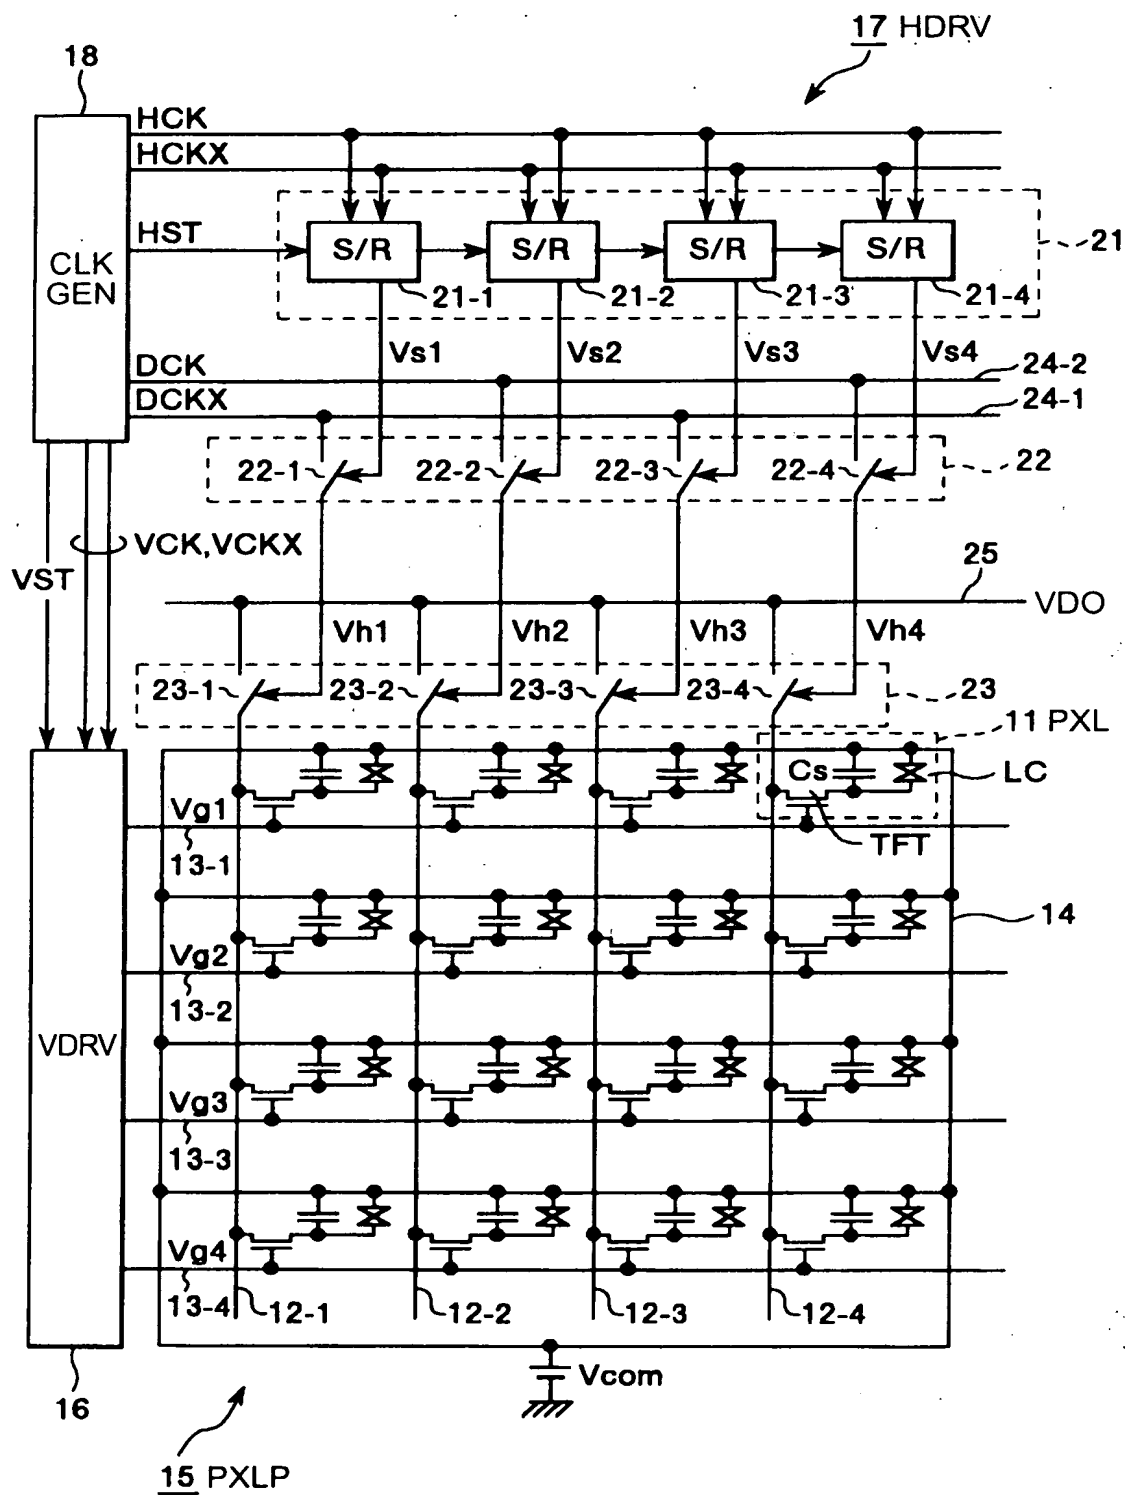 17 HDRV
18
HCK
HCKX
HST
CLK
GEN
S/R
S/R
S/R
S/R
21
21-1
21-2
21-3
21-4
Vs1
Vs2
Vs3
Vs4
DCK
24-2
DCKX
24-1
22-1
22-2
22-3
22-4
22
VCK,VCKX
VST
25
VDO
Vh1
Vh2
Vh3
Vh4
23-1
23-2
23-3
23-4
23
11 PXL
Cs
LC
Vg1
TFT
13-1
14
Vg2
13-2
VDRV
Vg3
13-3
Vg4
13-4
12-1
12-2
12-3
12-4
Vcom
16
15 PXLP